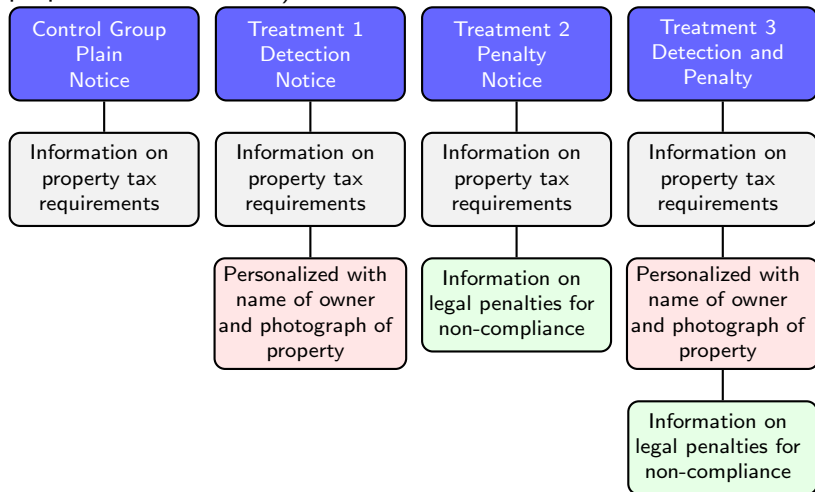 Control Group
Plain
Notice
Treatment 1
Detection
Notice
Treatment 2
Penalty
Notice
Treatment 3
Detection and
Penalty
Information on
property tax
requirements
Information on
property tax
requirements
Information on
property tax
requirements
Information on
property tax
requirements
Personalized with
name of owner
and photograph of
property
Information on
legal penalties for
non-compliance
Personalized with
name of owner
and photograph of
property
Information on
legal penalties for
non-compliance